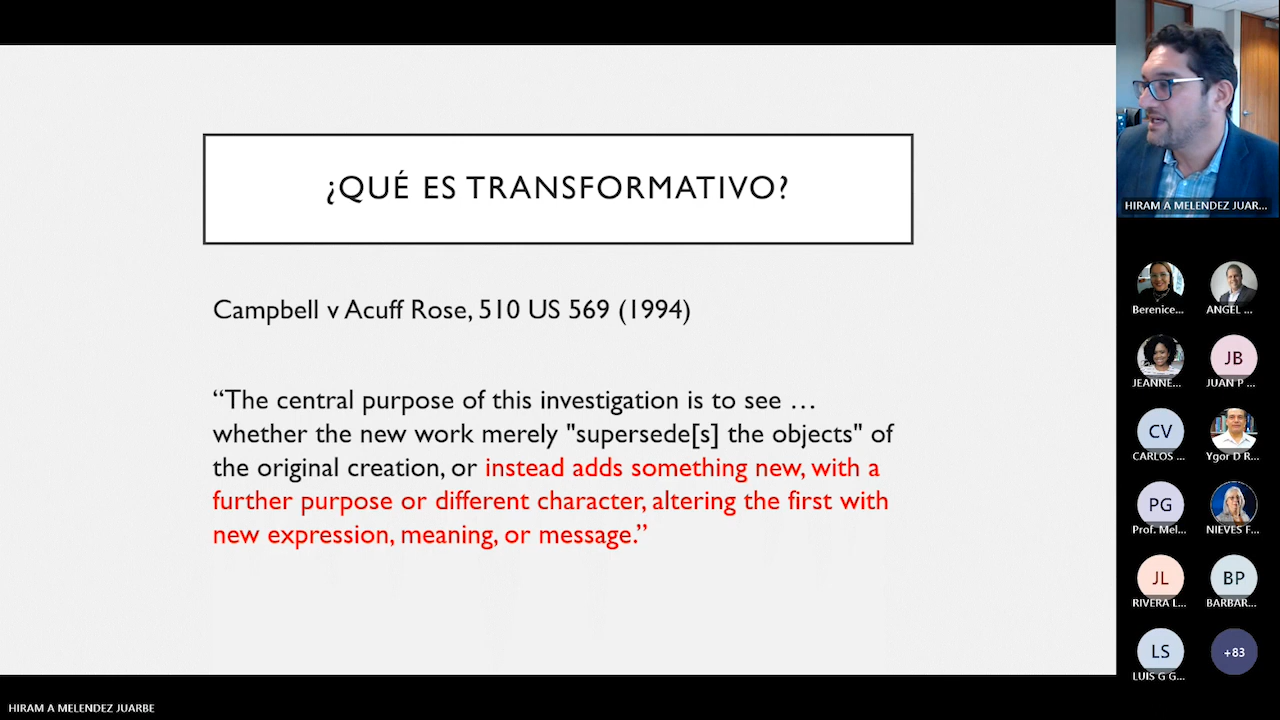 ¿QUÉ ES TRANSFORMATIVO?
Campbell v Acuff Rose, 510 US 569 (1994)
“The central purpose of this investigation is to see …
whether the new work merely "supersede[s] the objects" of
the original creation, or instead adds something new, with a
further purpose or different character, altering the first with
new expression, meaning, or message.”
HIRAM A MELENDEZ JUAR...
Berenice...
ANGEL ...
JEANNE...
JB
JUAN P ...
CV
CARLOS ...
Ygor D R...
PG
Prof. Mel...
NIEVES F...
JL
RIVERA L...
BP
BARBAR...
LS
LUIS G G...
+83
HIRAM A MELENDEZ JUARBE